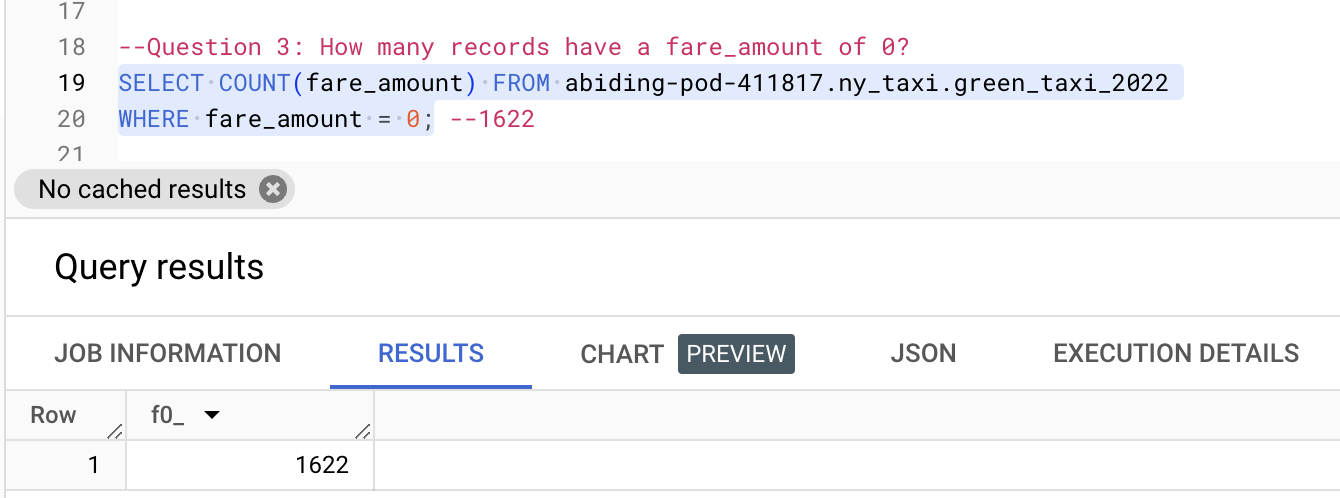 17
18 --Question 3: How many records have a fare_amount of 0?
19 SELECT COUNT(fare_amount) FROM abiding-pod-411817.ny_taxi.green_taxi_2022
20 WHERE fare_amount = 0; --1622
21
No cached results
Query results
JOB INFORMATION RESULTS CHART PREVIEW JSON EXECUTION DETAILS
Row f0_
1 1622